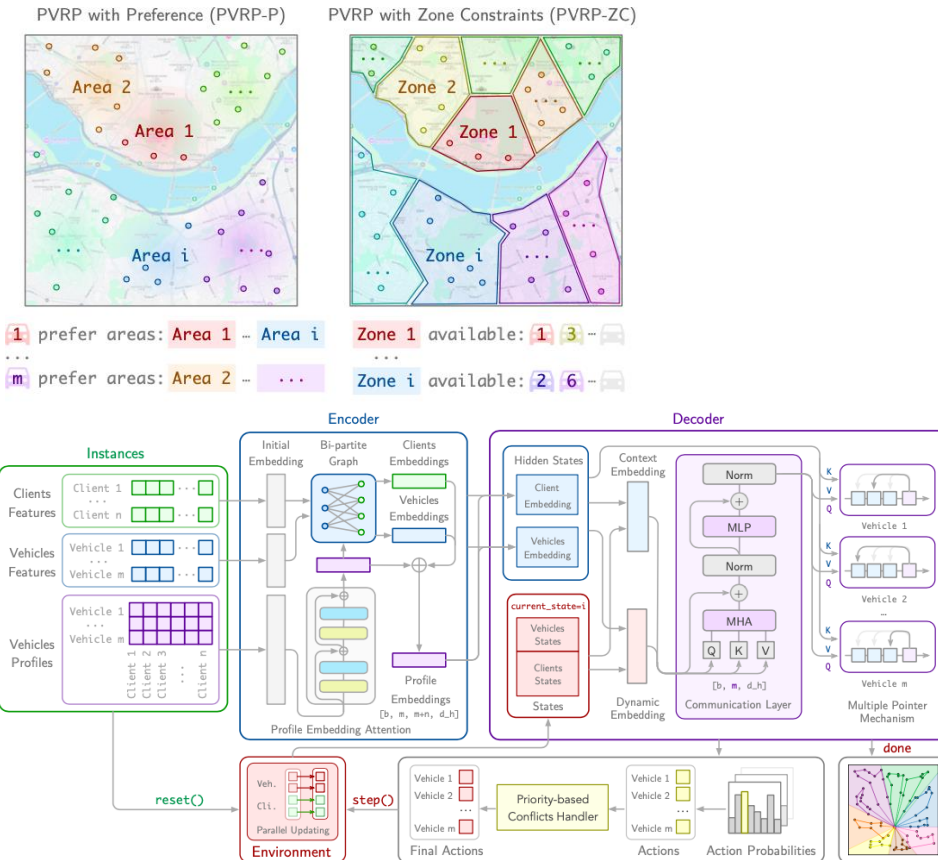 PVRP with Preference (PVRP-P)
Area 2
...
Area 1
...
Area i
...
1 prefer areas: Area 1 … Area i
...
m prefer areas: Area 2 … ...
PVRP with Zone Constraints (PVRP-ZC)
...
Zone 2
...
...
Zone 1
...
...
Zone i
...
Zone 1 available: 1 3 …
...
Zone i available: 2 6 …
Instances
Clients Features
Client 1
...
Client n
Vehicles Features
Vehicle 1
...
Vehicle m
Vehicles Profiles
Vehicle 1
...
Vehicle m
Client 1
Client 2
Client 3
...
Client n
Encoder
Initial Embedding
Bi-partite Graph
Clients Embeddings
Vehicles Embeddings
Profile Embeddings
[b, m, m+n, d_h]
Profile Embedding Attention
Decoder
Hidden States
Client Embedding
Vehicles Embedding
current_state=i
Vehicles States
Clients States
States
Context Embedding
Dynamic Embedding
Norm
MLP
Norm
MHA
Q K V
[b, m, d_h]
Communication Layer
K
V
Q
Vehicle 1
K
V
Q
Vehicle 2
...
K
V
Q
Vehicle m
Multiple Pointer Mechanism
reset()
Veh.
Cli.
Parallel Updating
Environment
step()
Vehicle 1
Vehicle 2
...
Vehicle m
Final Actions
Priority-based Conflicts Handler
Vehicle 1
Vehicle 2
...
Vehicle m
Actions
Action Probabilities
done